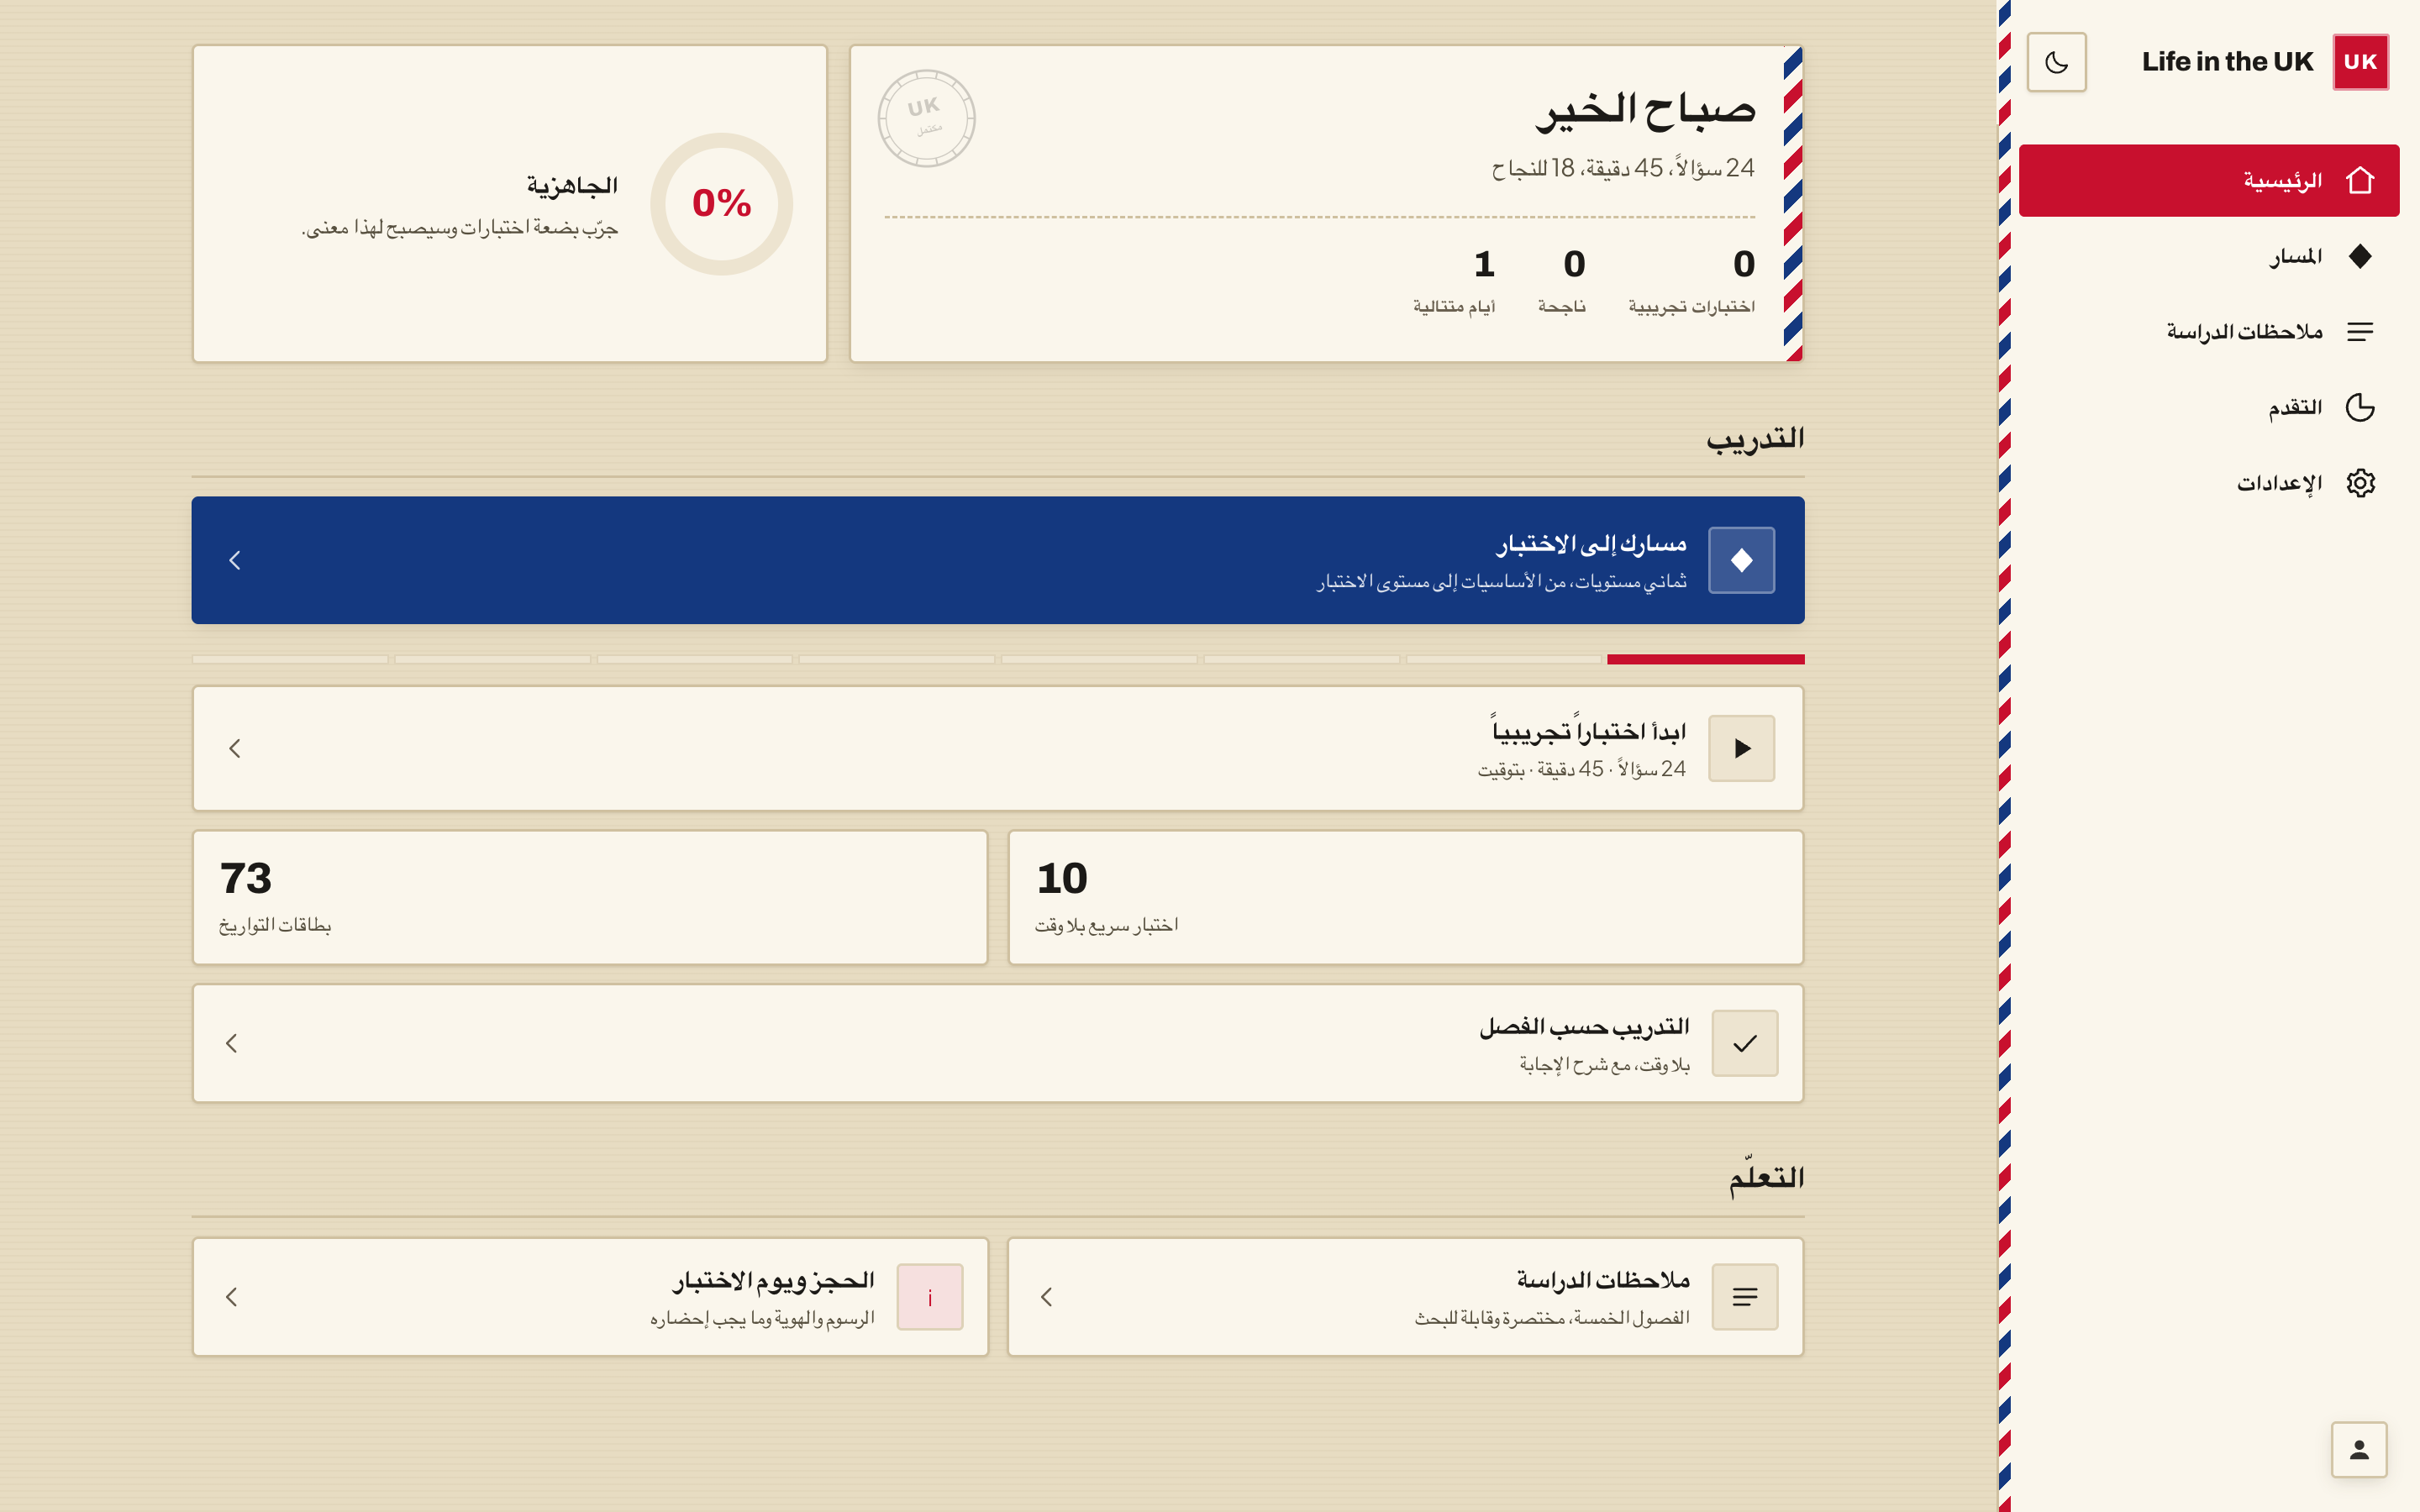 UK
Life in the UK
الرئيسية
المسار
ملاحظات الدراسة
التقدم
الإعدادات
صباح الخير
24 سؤالاً، 45 دقيقة، 18 للنجاح
UK
مكتمل
0
اختبارات تجريبية
0
ناجحة
1
أيام متتالية
0%
الجاهزية
جرّب بضعة اختبارات وسيصبح لهذا معنى.
التدريب
مسارك إلى الاختبار
ثماني مستويات، من الأساسيات إلى مستوى الاختبار
ابدأ اختباراً تجريبياً
24 سؤالاً · 45 دقيقة · بتوقيت
10
اختبار سريع بلا وقت
73
بطاقات التواريخ
التدريب حسب الفصل
بلا وقت، مع شرح الإجابة
التعلّم
ملاحظات الدراسة
الفصول الخمسة، مختصرة وقابلة للبحث
i
الحجز ويوم الاختبار
الرسوم والهوية وما يجب إحضاره